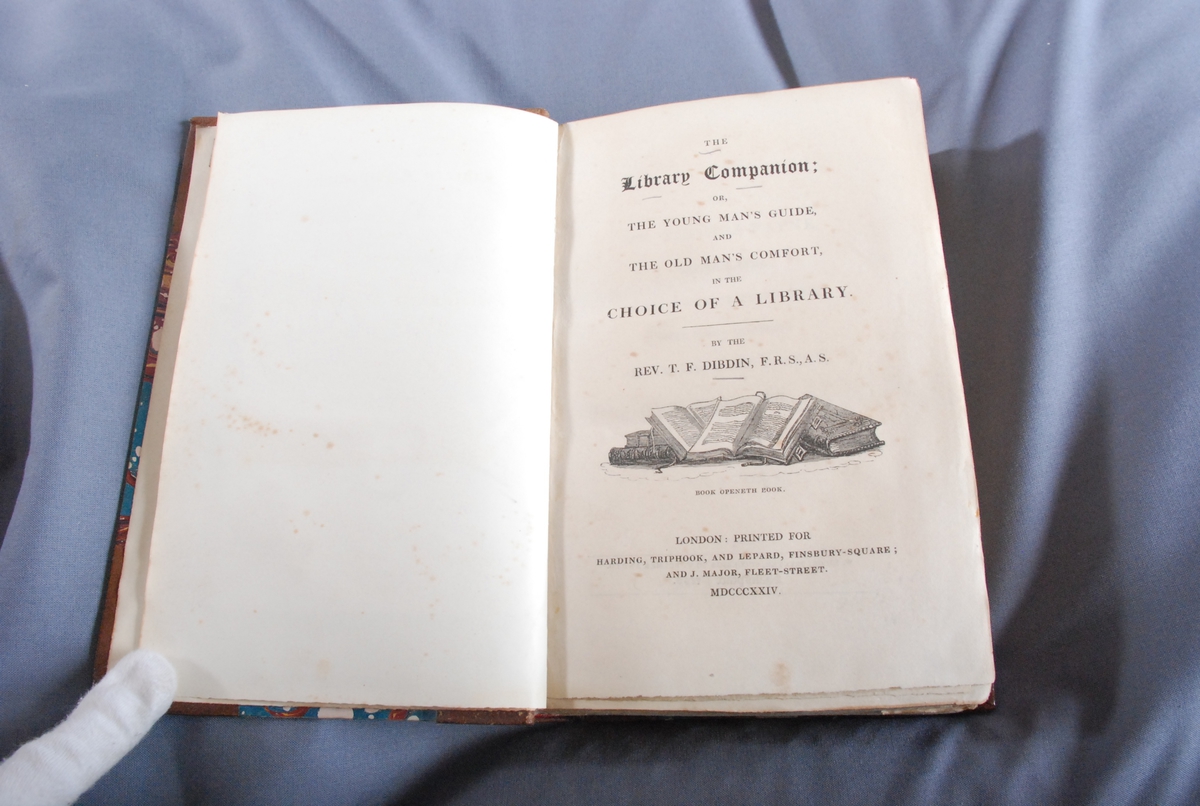 THE
Library Companion;
OR,
THE YOUNG MAN'S GUIDE,
AND
THE OLD MAN'S COMFORT,
IN THE
CHOICE OF A LIBRARY.
BY THE
REV. T. F. DIBDIN, F.R.S., A.S.
BOOK OPENETH BOOK.
LONDON: PRINTED FOR
HARDING, TRIPHOOK, AND LEPARD, FINSBURY-SQUARE;
AND J. MAJOR, FLEET-STREET.
MDCCCXXIV.